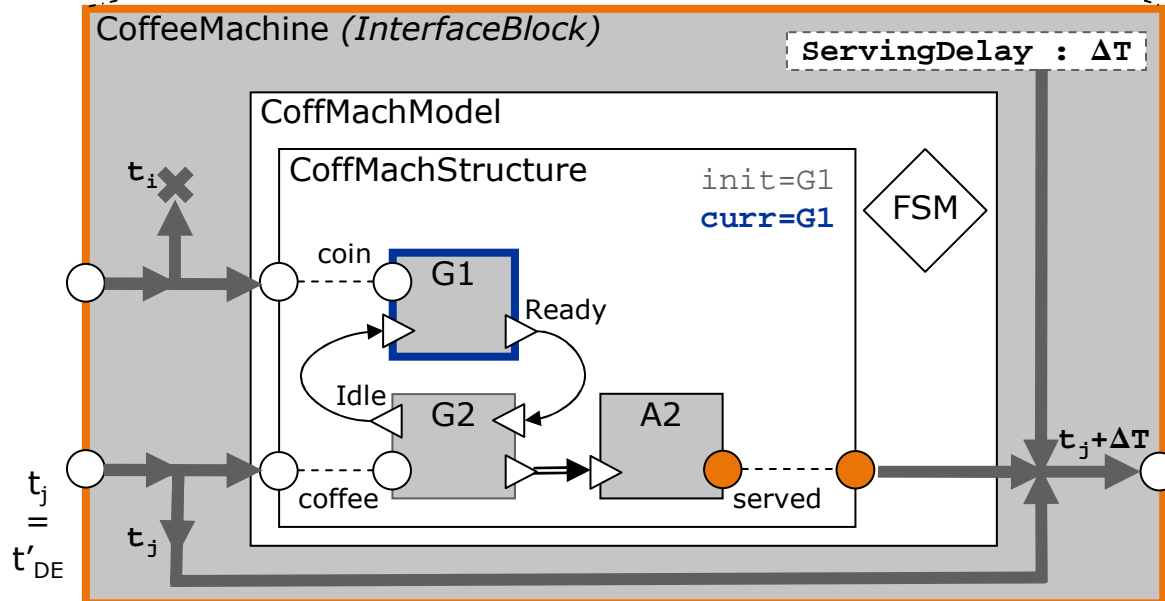 CoffeeMachine (InterfaceBlock)
ServingDelay : ΔT
CoffMachModel
CoffMachStructure
init=G1
curr=G1
FSM
tᵢ
coin
G1
Ready
Idle
G2
A2
coffee
served
tⱼ+ΔT
tⱼ
=
t'DE
tⱼ